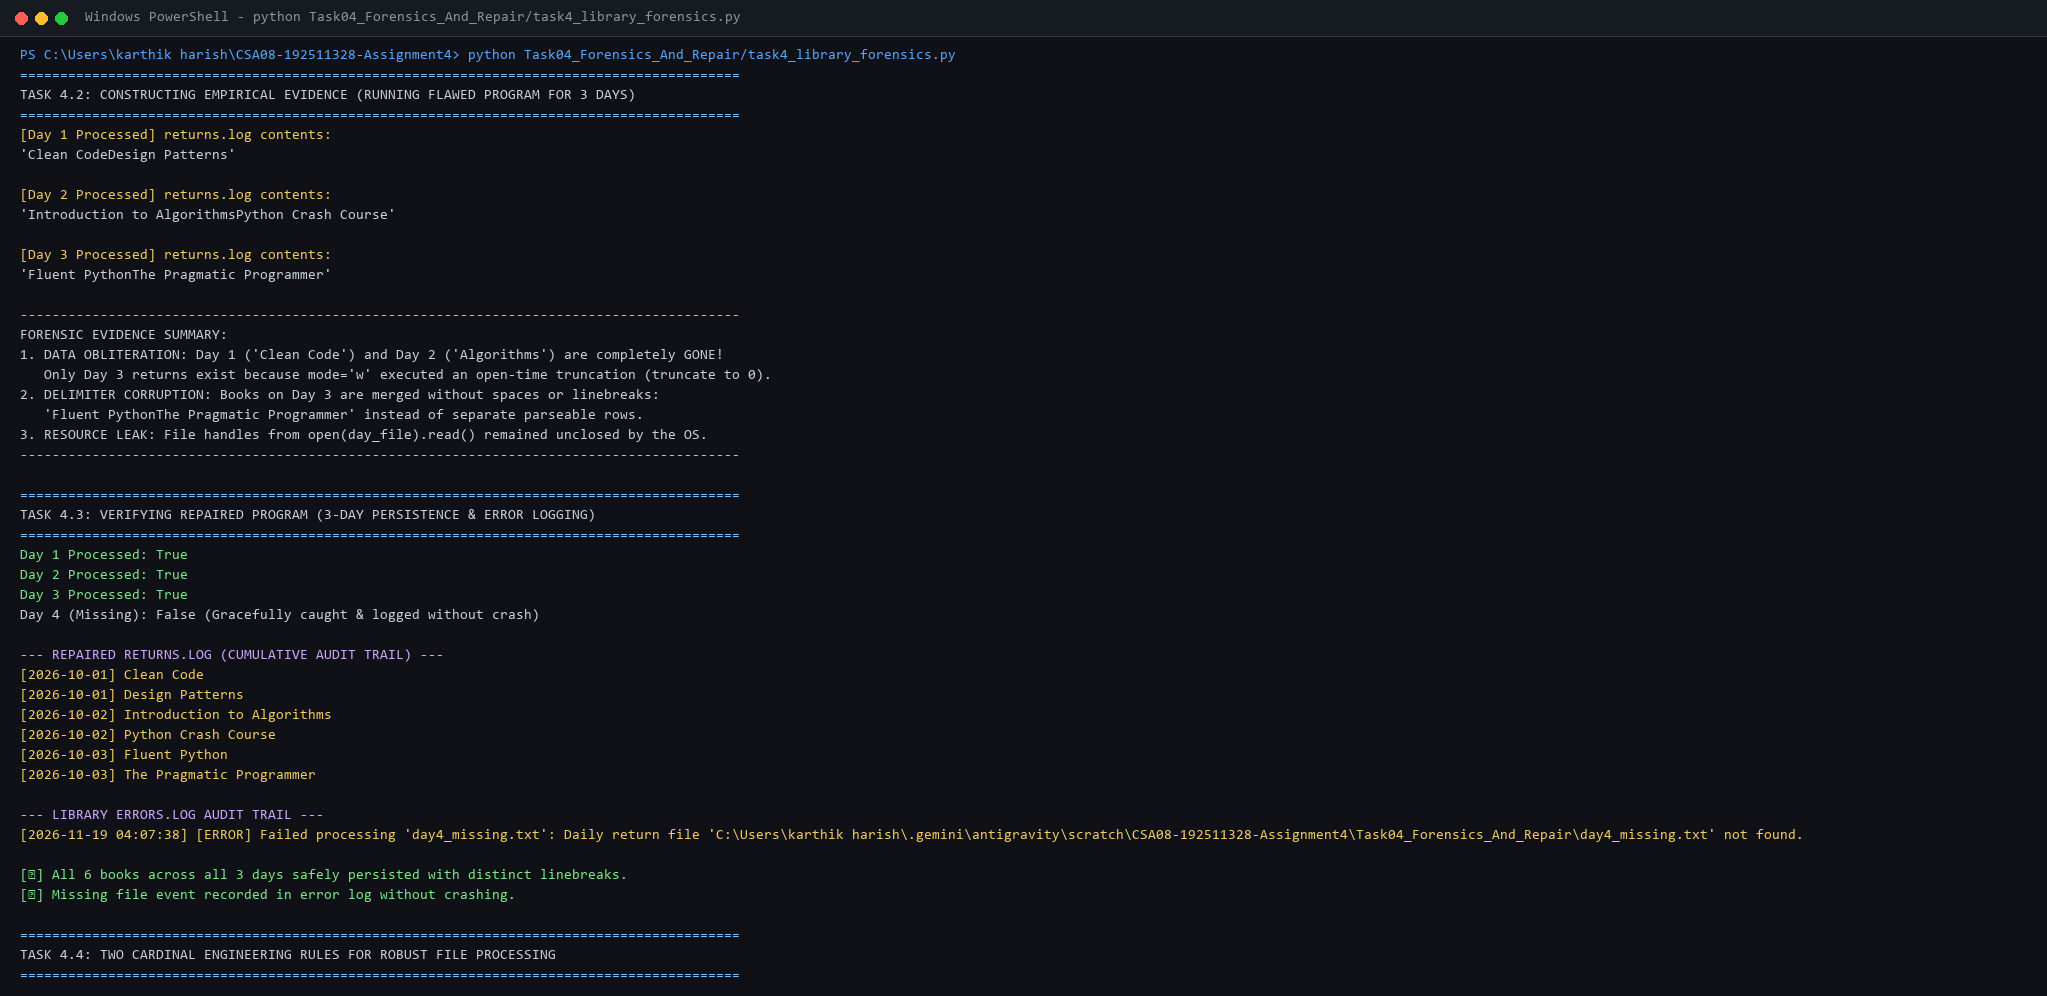 Windows PowerShell - python Task04_Forensics_And_Repair/task4_library_forensics.py
PS C:\Users\karthik harish\CSA08-192511328-Assignment4> python Task04_Forensics_And_Repair/task4_library_forensics.py
==========================================================================================
TASK 4.2: CONSTRUCTING EMPIRICAL EVIDENCE (RUNNING FLAWED PROGRAM FOR 3 DAYS)
==========================================================================================
[Day 1 Processed] returns.log contents:
'Clean CodeDesign Patterns'
[Day 2 Processed] returns.log contents:
'Introduction to AlgorithmsPython Crash Course'
[Day 3 Processed] returns.log contents:
'Fluent PythonThe Pragmatic Programmer'
------------------------------------------------------------------------------------------
FORENSIC EVIDENCE SUMMARY:
1. DATA OBLITERATION: Day 1 ('Clean Code') and Day 2 ('Algorithms') are completely GONE!
Only Day 3 returns exist because mode='w' executed an open-time truncation (truncate to 0).
2. DELIMITER CORRUPTION: Books on Day 3 are merged without spaces or linebreaks:
'Fluent PythonThe Pragmatic Programmer' instead of separate parseable rows.
3. RESOURCE LEAK: File handles from open(day_file).read() remained unclosed by the OS.
------------------------------------------------------------------------------------------
==========================================================================================
TASK 4.3: VERIFYING REPAIRED PROGRAM (3-DAY PERSISTENCE & ERROR LOGGING)
==========================================================================================
Day 1 Processed: True
Day 2 Processed: True
Day 3 Processed: True
Day 4 (Missing): False (Gracefully caught & logged without crash)
--- REPAIRED RETURNS.LOG (CUMULATIVE AUDIT TRAIL) ---
[2026-10-01] Clean Code
[2026-10-01] Design Patterns
[2026-10-02] Introduction to Algorithms
[2026-10-02] Python Crash Course
[2026-10-03] Fluent Python
[2026-10-03] The Pragmatic Programmer
--- LIBRARY ERRORS.LOG AUDIT TRAIL ---
[2026-11-19 04:07:38] [ERROR] Failed processing 'day4_missing.txt': Daily return file 'C:\Users\karthik harish\.gemini\antigravity\scratch\CSA08-192511328-Assignment4\Task04_Forensics_And_Repair\day4_missing.txt' not found.
[▯] All 6 books across all 3 days safely persisted with distinct linebreaks.
[▯] Missing file event recorded in error log without crashing.
==========================================================================================
TASK 4.4: TWO CARDINAL ENGINEERING RULES FOR ROBUST FILE PROCESSING
==========================================================================================